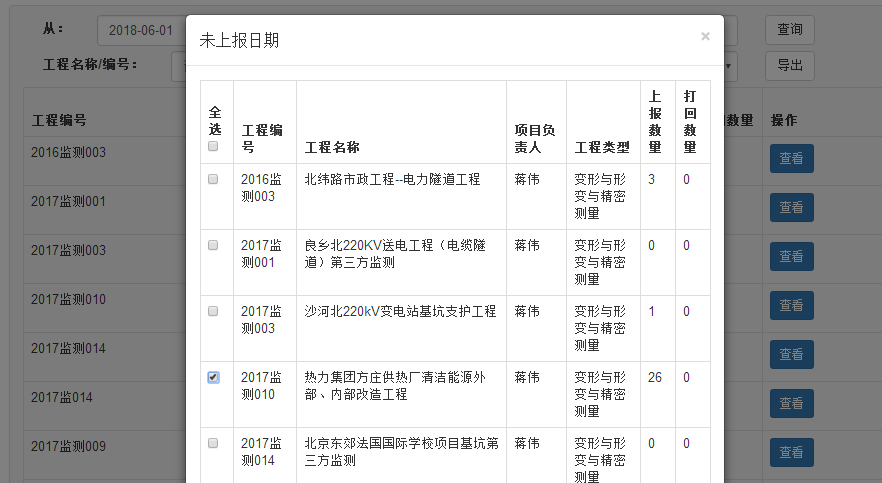 从：
2018-06-01
查询
工程名称/编号：
导出
工程编号
数量
操作
2016监测003
查看
2017监测001
查看
2017监测003
查看
2017监测010
查看
2017监测014
查看
2017监014
查看
2017监测009
查看
未上报日期
×
全
选
工程编
号
工程名称
项目负
责人
工程类型
上
报
数
量
打
回
数
量
2016监
测003
北纬路市政工程--电力隧道工程
蒋伟
变形与形
变与精密
测量
3
0
2017监
测001
良乡北220KV送电工程（电缆隧
道）第三方监测
蒋伟
变形与形
变与精密
测量
0
0
2017监
测003
沙河北220kV变电站基坑支护工程
蒋伟
变形与形
变与精密
测量
1
0
2017监
测010
热力集团方庄供热厂清洁能源外
部、内部改造工程
蒋伟
变形与形
变与精密
测量
26
0
2017监
测014
北京东郊法国国际学校项目基坑第
三方监测
蒋伟
变形与形
变与精密
测量
0
0